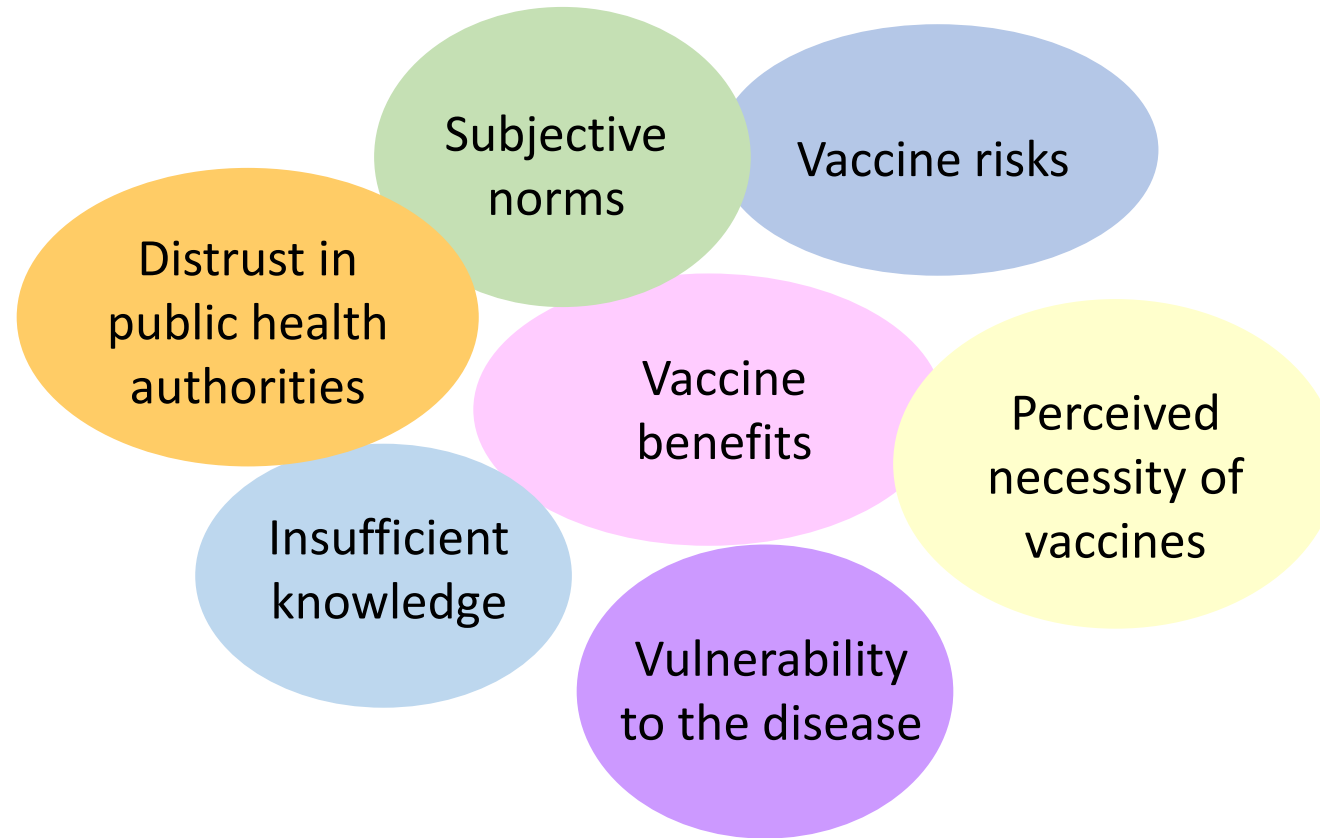 Subjective
norms
Vaccine risks
Distrust in
public health
authorities
Vaccine
benefits
Perceived
necessity of
vaccines
Insufficient
knowledge
Vulnerability
to the disease